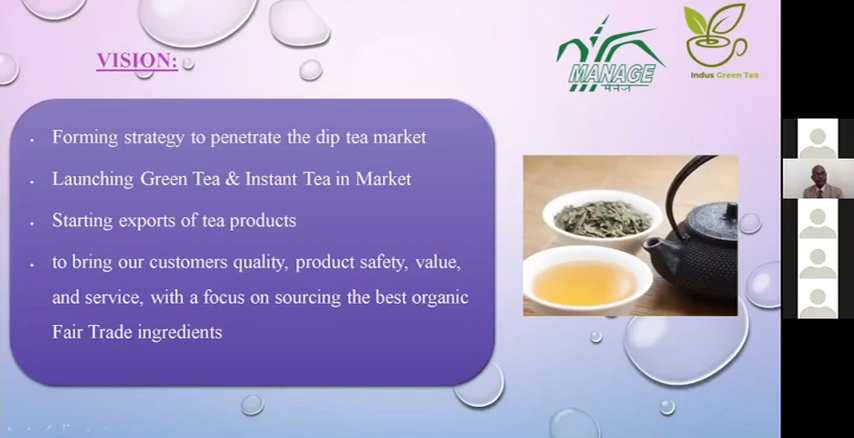 VISION:
MANAGE
मैनेज
Indus Green Tea
Forming strategy to penetrate the dip tea market
Launching Green Tea & Instant Tea in Market
Starting exports of tea products
to bring our customers quality, product safety, value,
and service, with a focus on sourcing the best organic
Fair Trade ingredients